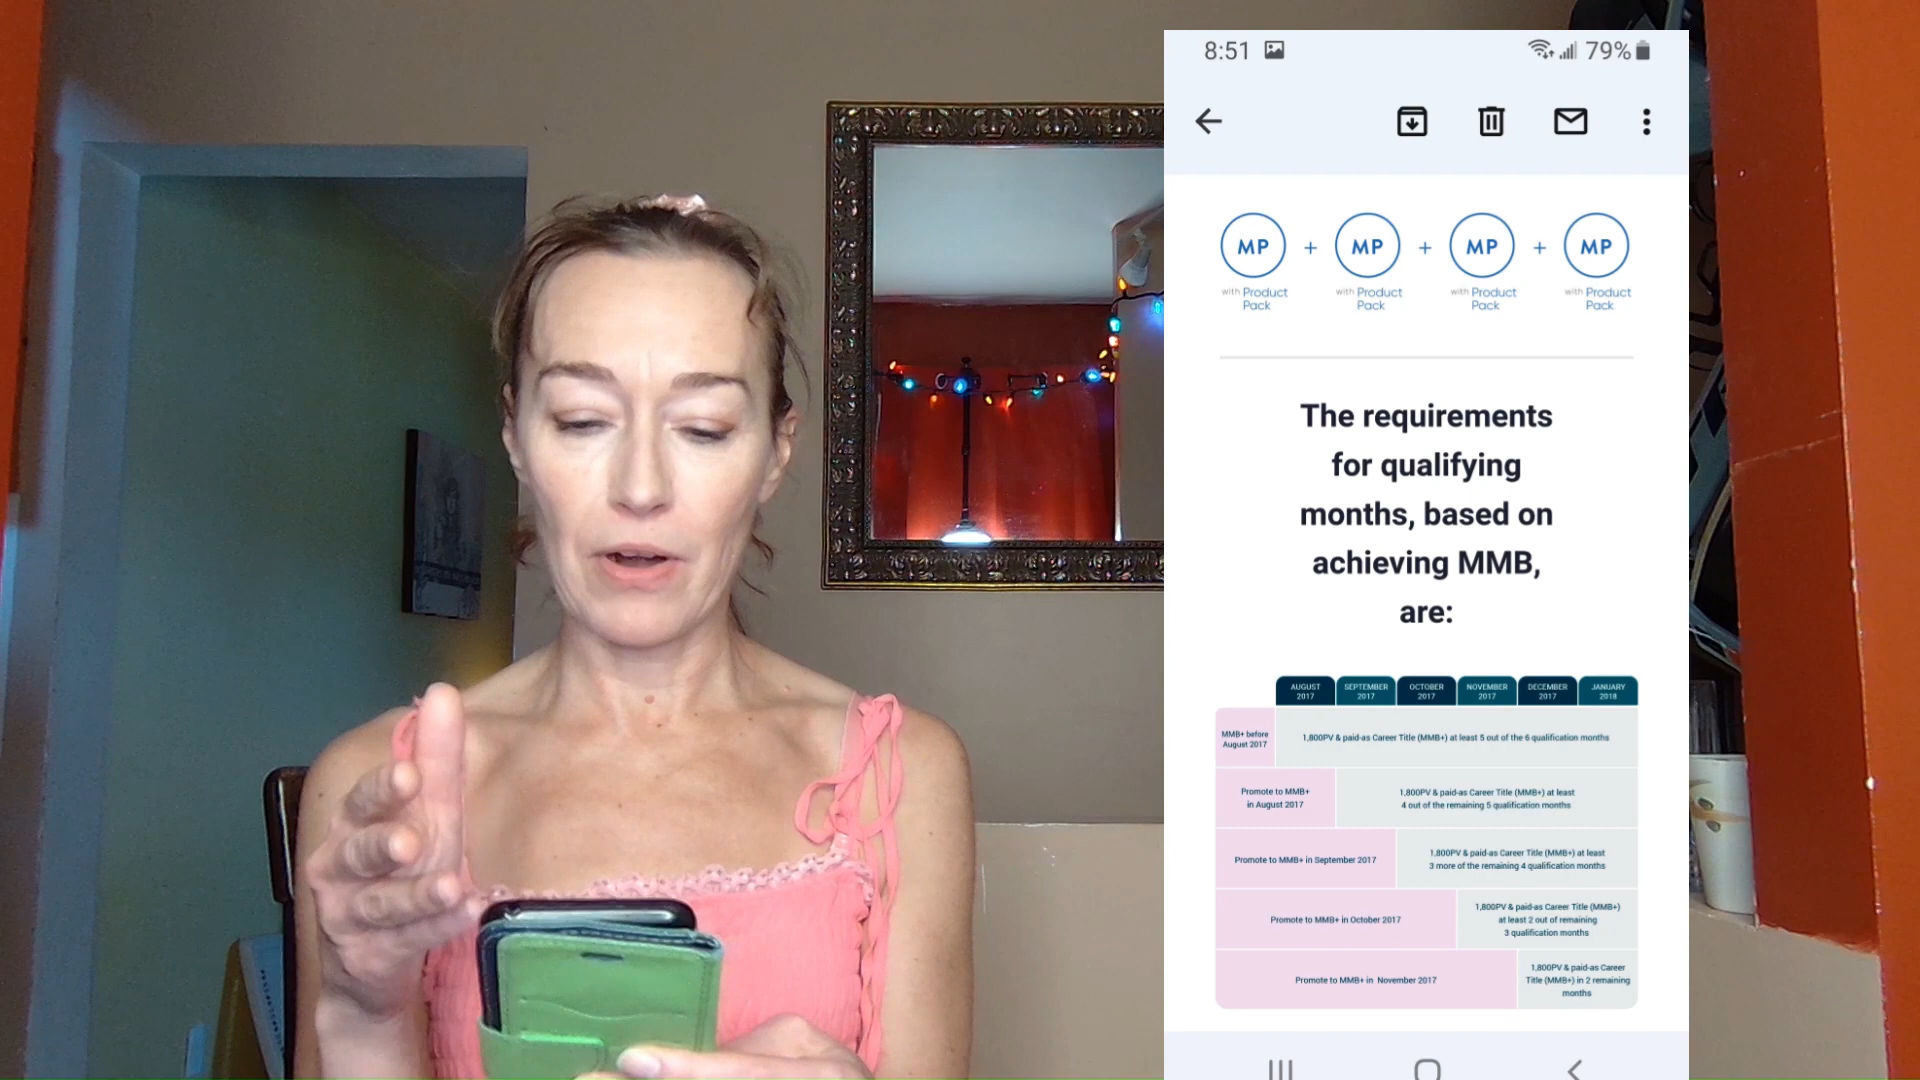 8:51 79%
MP + MP + MP + MP
with Product Pack with Product Pack with Product Pack with Product Pack
The requirements
for qualifying
months, based on
achieving MMB,
are:
AUGUST 2017 SEPTEMBER 2017 OCTOBER 2017 NOVEMBER 2017 DECEMBER 2017 JANUARY 2018
MMB+ before
August 2017
1,800PV & paid-as Career Title (MMB+) at least 5 out of the 6 qualification months
Promote to MMB+
in August 2017
1,800PV & paid-as Career Title (MMB+) at least
4 out of the remaining 5 qualification months
Promote to MMB+ in September 2017
1,800PV & paid-as Career Title (MMB+) at least
3 more of the remaining 4 qualification months
Promote to MMB+ in October 2017
1,800PV & paid-as Career Title (MMB+)
at least 2 out of remaining
3 qualification months
Promote to MMB+ in November 2017
1,800PV & paid-as Career
Title (MMB+) in 2 remaining
months